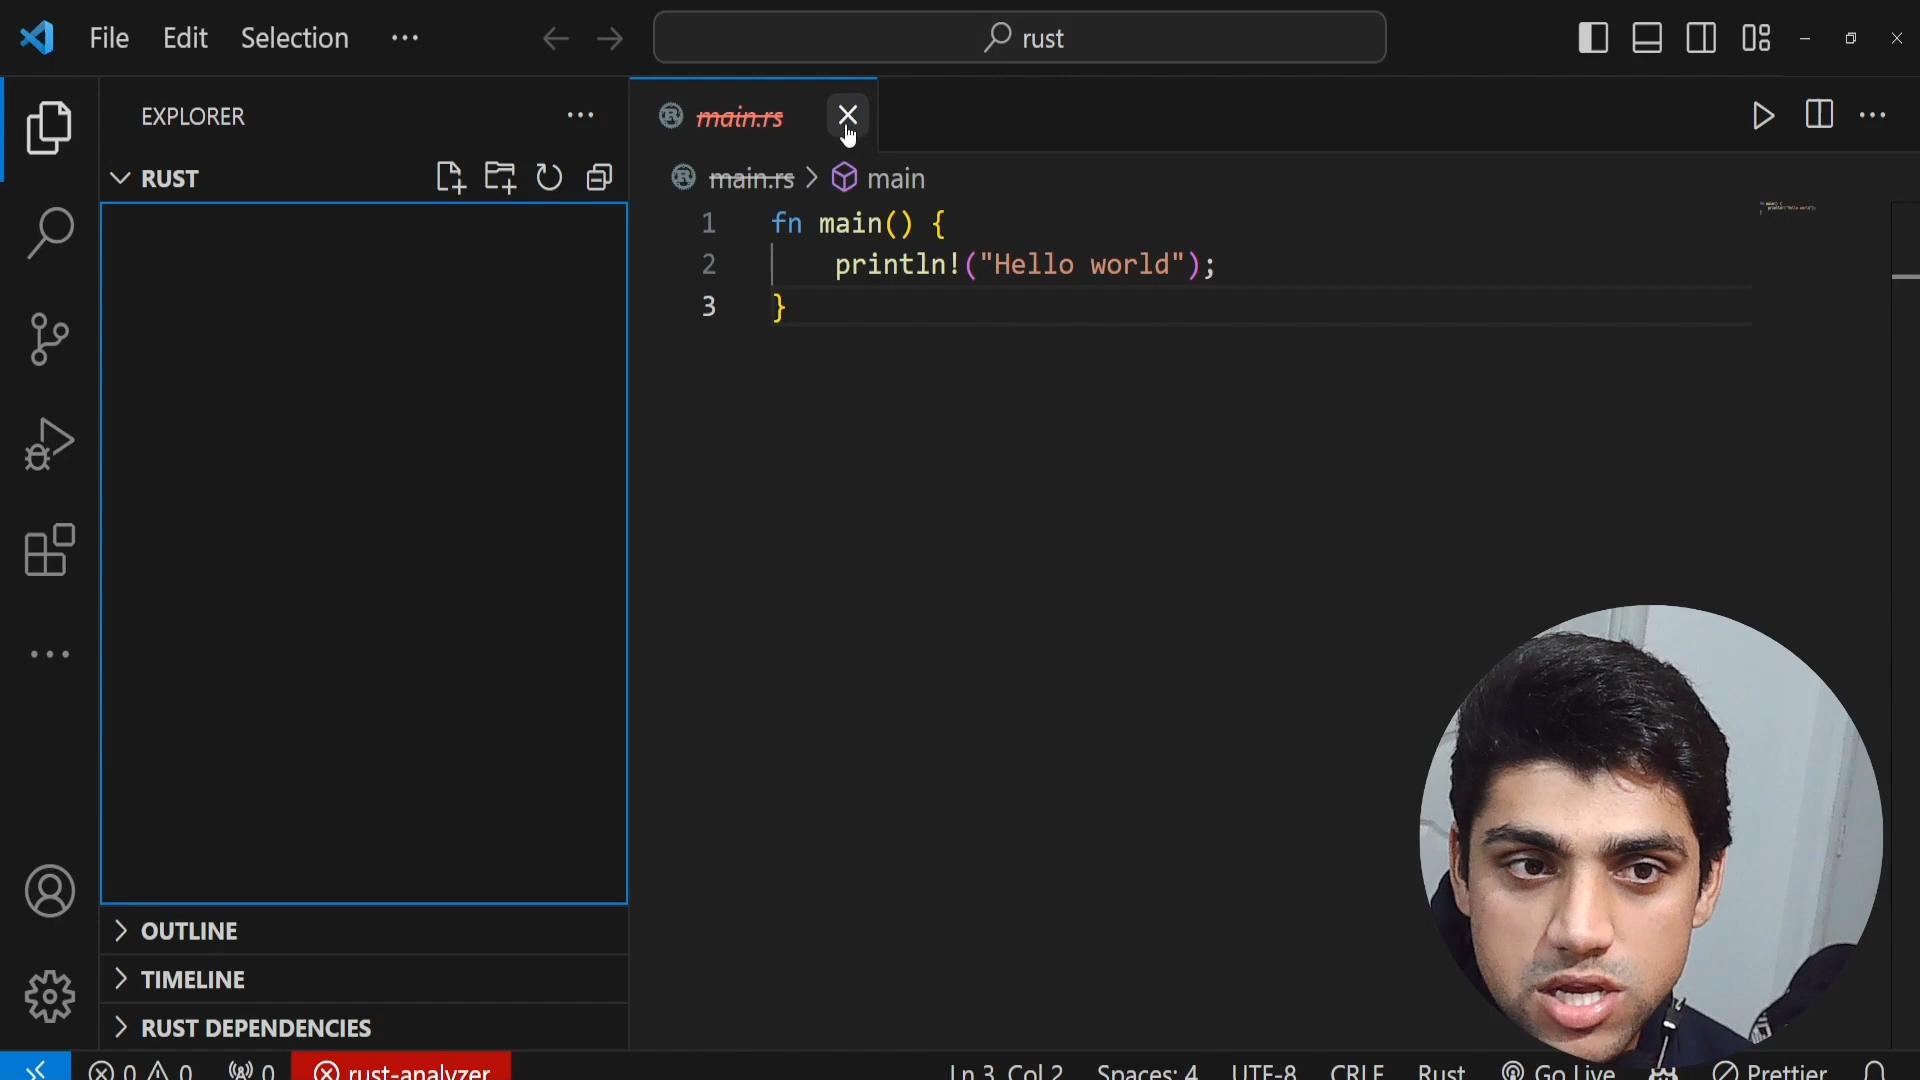 File Edit Selection ··· rust
EXPLORER ···
RUST
main.rs
main.rs > main
1 fn main() {
2 println!("Hello world");
3 }
OUTLINE
TIMELINE
RUST DEPENDENCIES
0 0 0 rust-analyzer Ln 3, Col 2 Spaces: 4 UTF-8 CRLF Rust Go Live Prettier